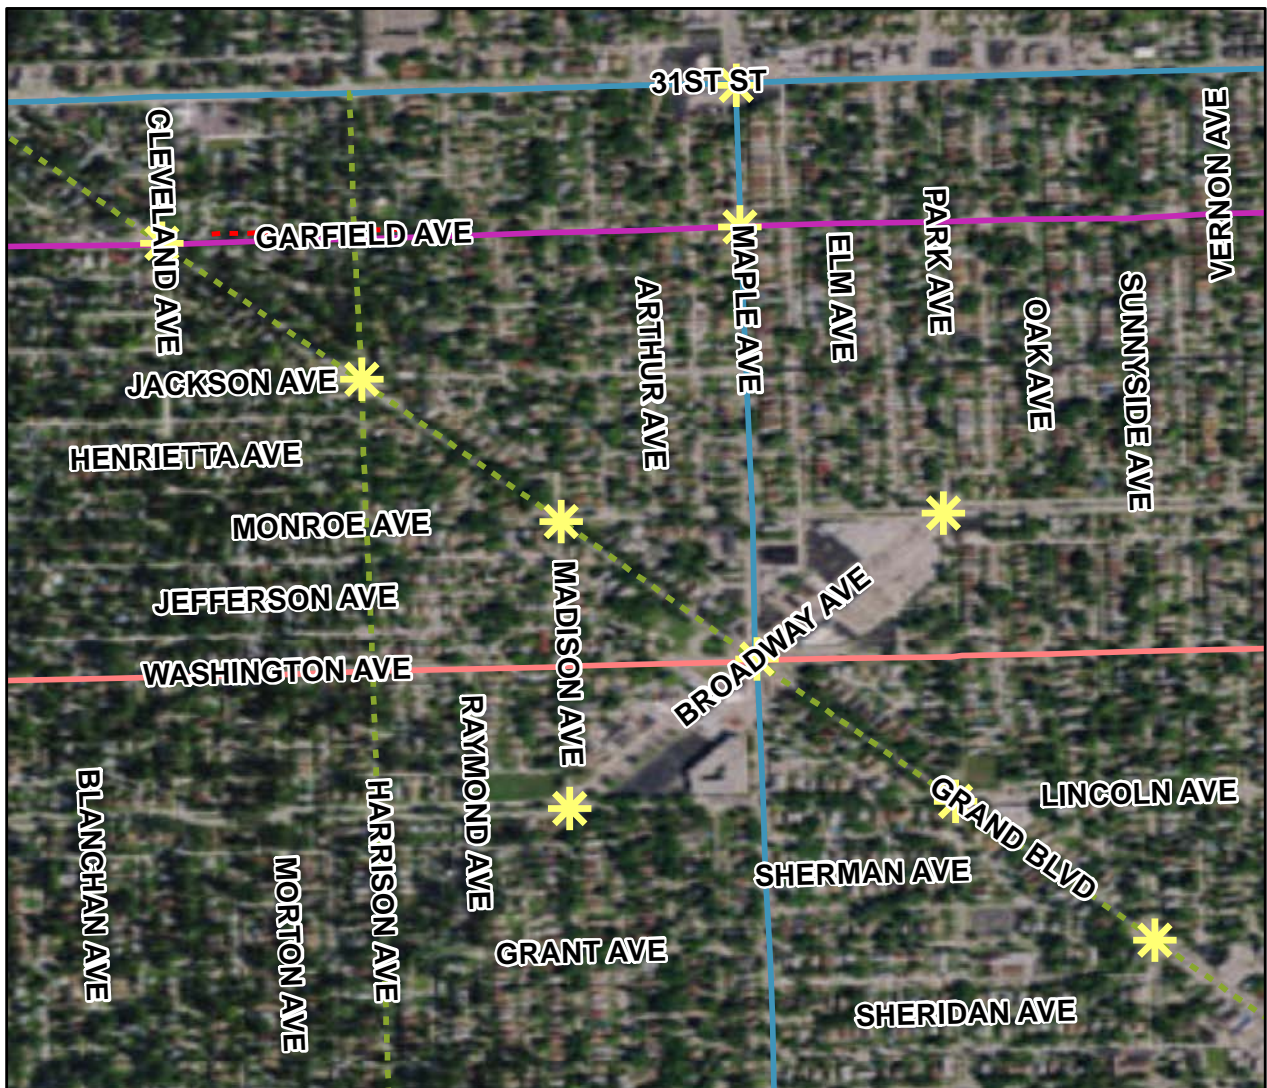 31ST ST
VERNON AVE
CLEVELAND AVE
GARFIELD AVE
PARK AVE
MAPLE AVE
ELM AVE
ARTHUR AVE
SUNNYSIDE AVE
OAK AVE
JACKSON AVE
HENRIETTA AVE
MONROE AVE
MADISON AVE
BROADWAY AVE
JEFFERSON AVE
WASHINGTON AVE
RAYMOND AVE
BLANCHAN AVE
HARRISON AVE
GRAND BLVD
LINCOLN AVE
MORTON AVE
SHERMAN AVE
GRANT AVE
SHERIDAN AVE